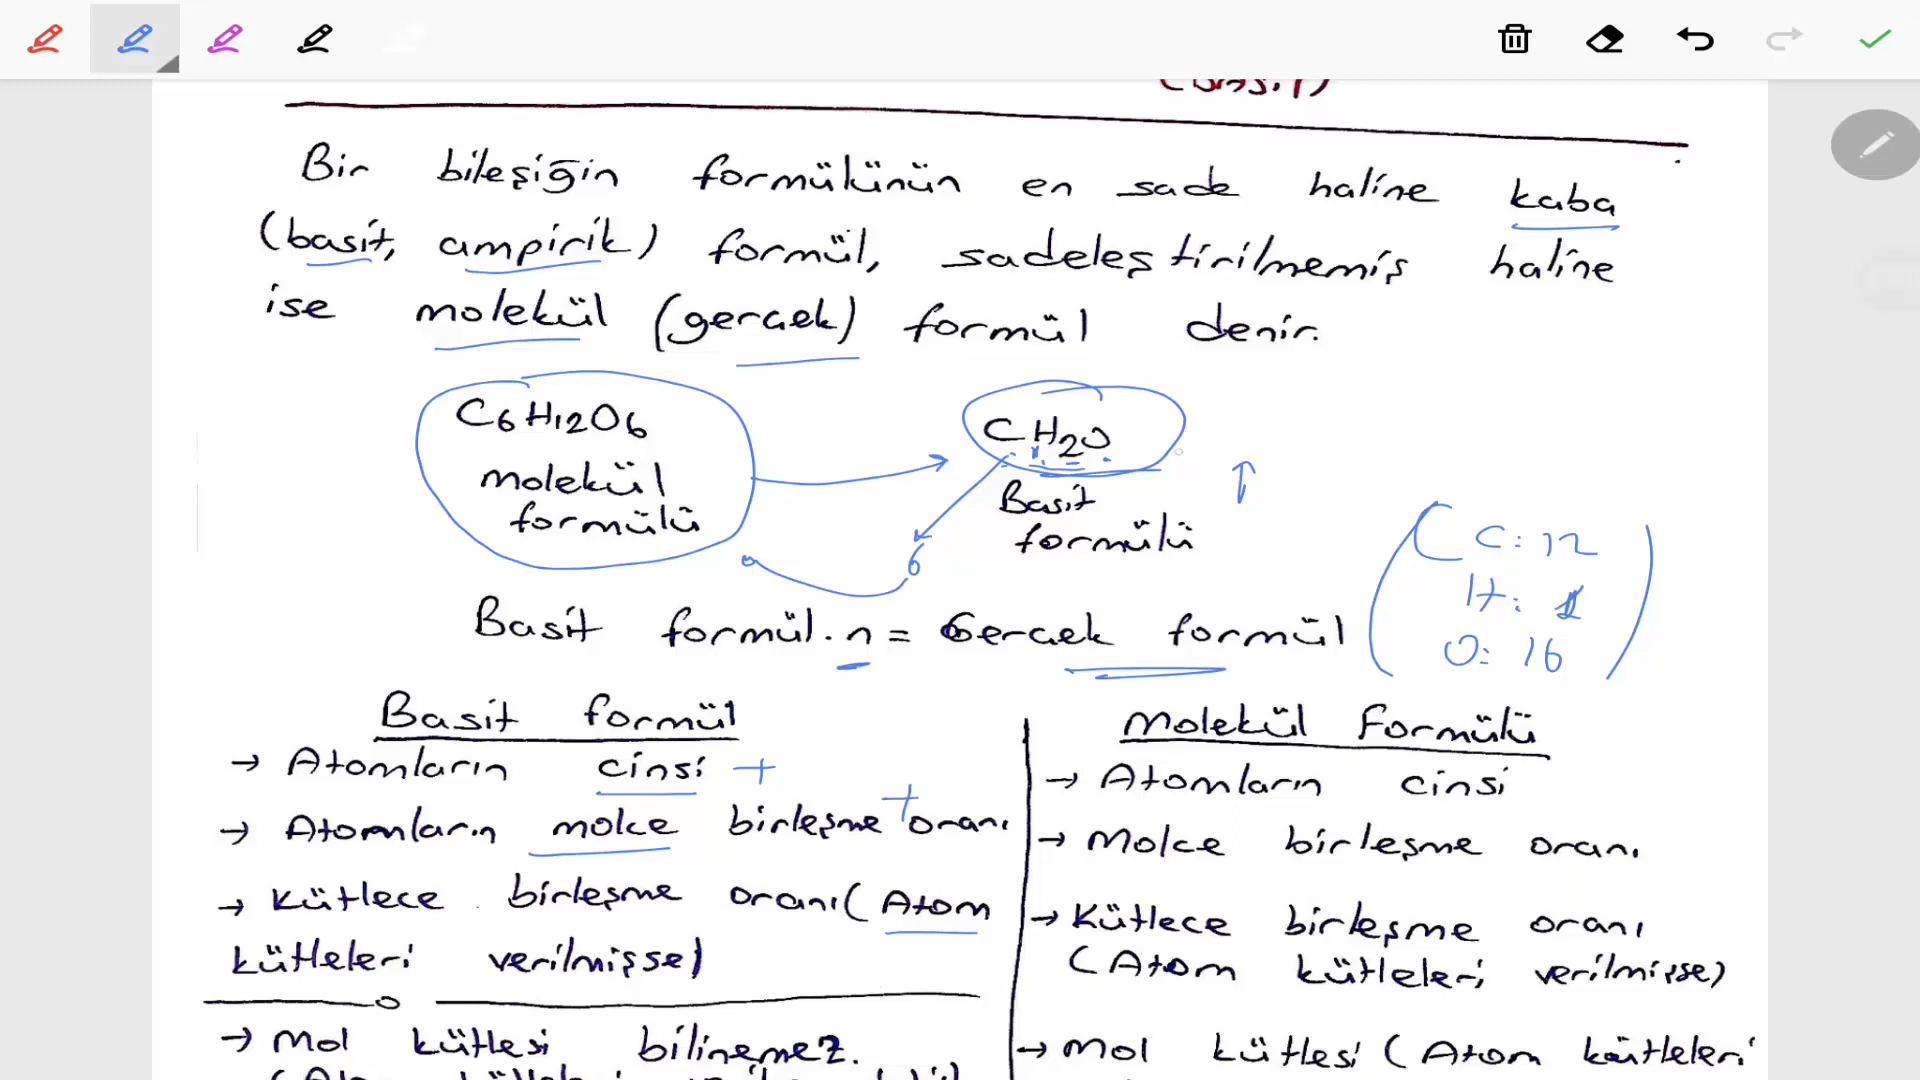 Bir bileşiğin formülünün en sade haline kaba
(basit, ampirik) formül, sadeleştirilmemiş haline
ise molekül (gerçek) formül denir.
C6H12O6
molekül
formülü
CH2O
Basit
formülü
6
C: 12
H: 1
O: 16
Basit formül. n = Gerçek formül
Basit formül
→ Atomların cinsi +
→ Atomların molce birleşme oranı +
→ Kütlece birleşme oranı (Atom
kütleleri verilmişse)
→ Mol kütlesi bilinemez.
Molekül Formülü
→ Atomların cinsi
→ Molce birleşme oranı
→ Kütlece birleşme oranı
(Atom kütleleri verilmişse)
→ Mol kütlesi (Atom kütleleri